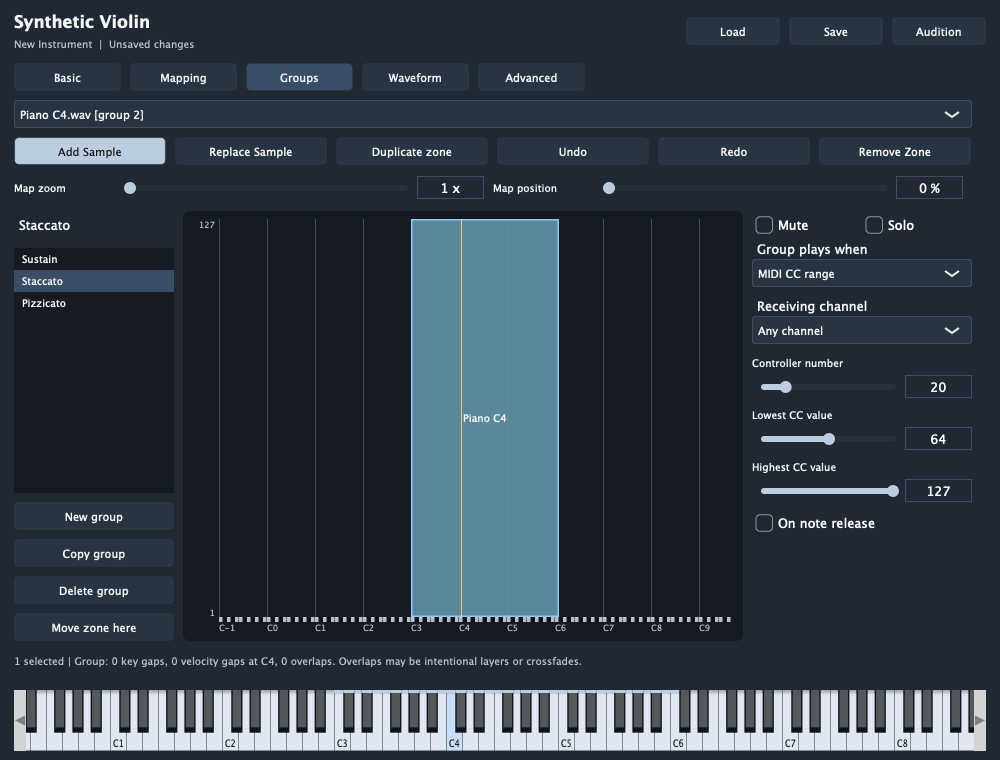 Synthetic Violin
New Instrument | Unsaved changes
Load
Save
Audition
Basic
Mapping
Groups
Waveform
Advanced
Piano C4.wav [group 2]
Add Sample
Replace Sample
Duplicate zone
Undo
Redo
Remove Zone
Map zoom
1 x
Map position
0 %
Staccato
Sustain
Staccato
Pizzicato
New group
Copy group
Delete group
Move zone here
127
Piano C4
1
C-1 C0 C1 C2 C3 C4 C5 C6 C7 C8 C9
Mute
Solo
Group plays when
MIDI CC range
Receiving channel
Any channel
Controller number
20
Lowest CC value
64
Highest CC value
127
On note release
1 selected | Group: 0 key gaps, 0 velocity gaps at C4, 0 overlaps. Overlaps may be intentional layers or crossfades.
C1 C2 C3 C4 C5 C6 C7 C8